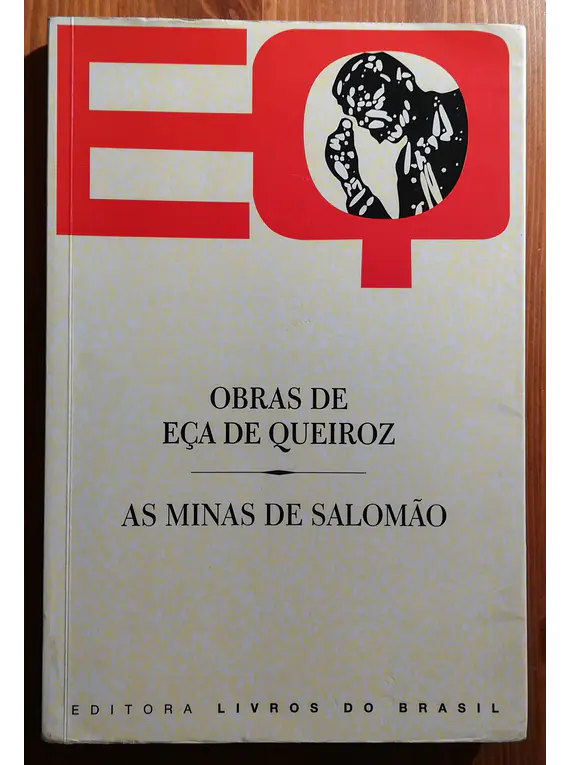 EQ
OBRAS DE
EÇA DE QUEIROZ
AS MINAS DE SALOMÃO
EDITORA LIVROS DO BRASIL